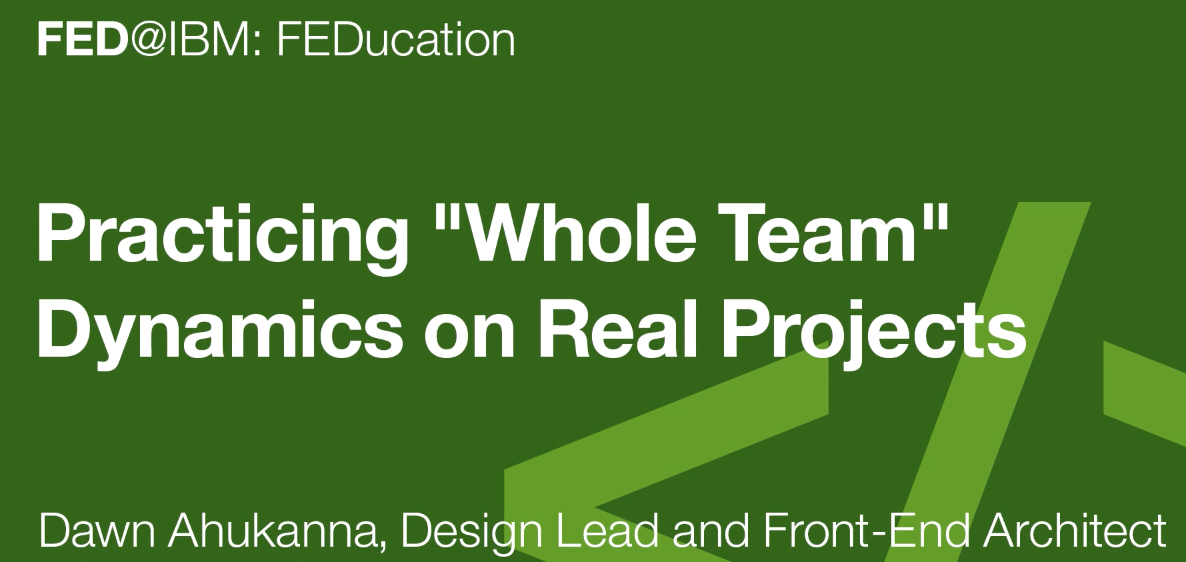 FED@IBM: FEDucation
Practicing "Whole Team"
Dynamics on Real Projects
Dawn Ahukanna, Design Lead and Front-End Architect